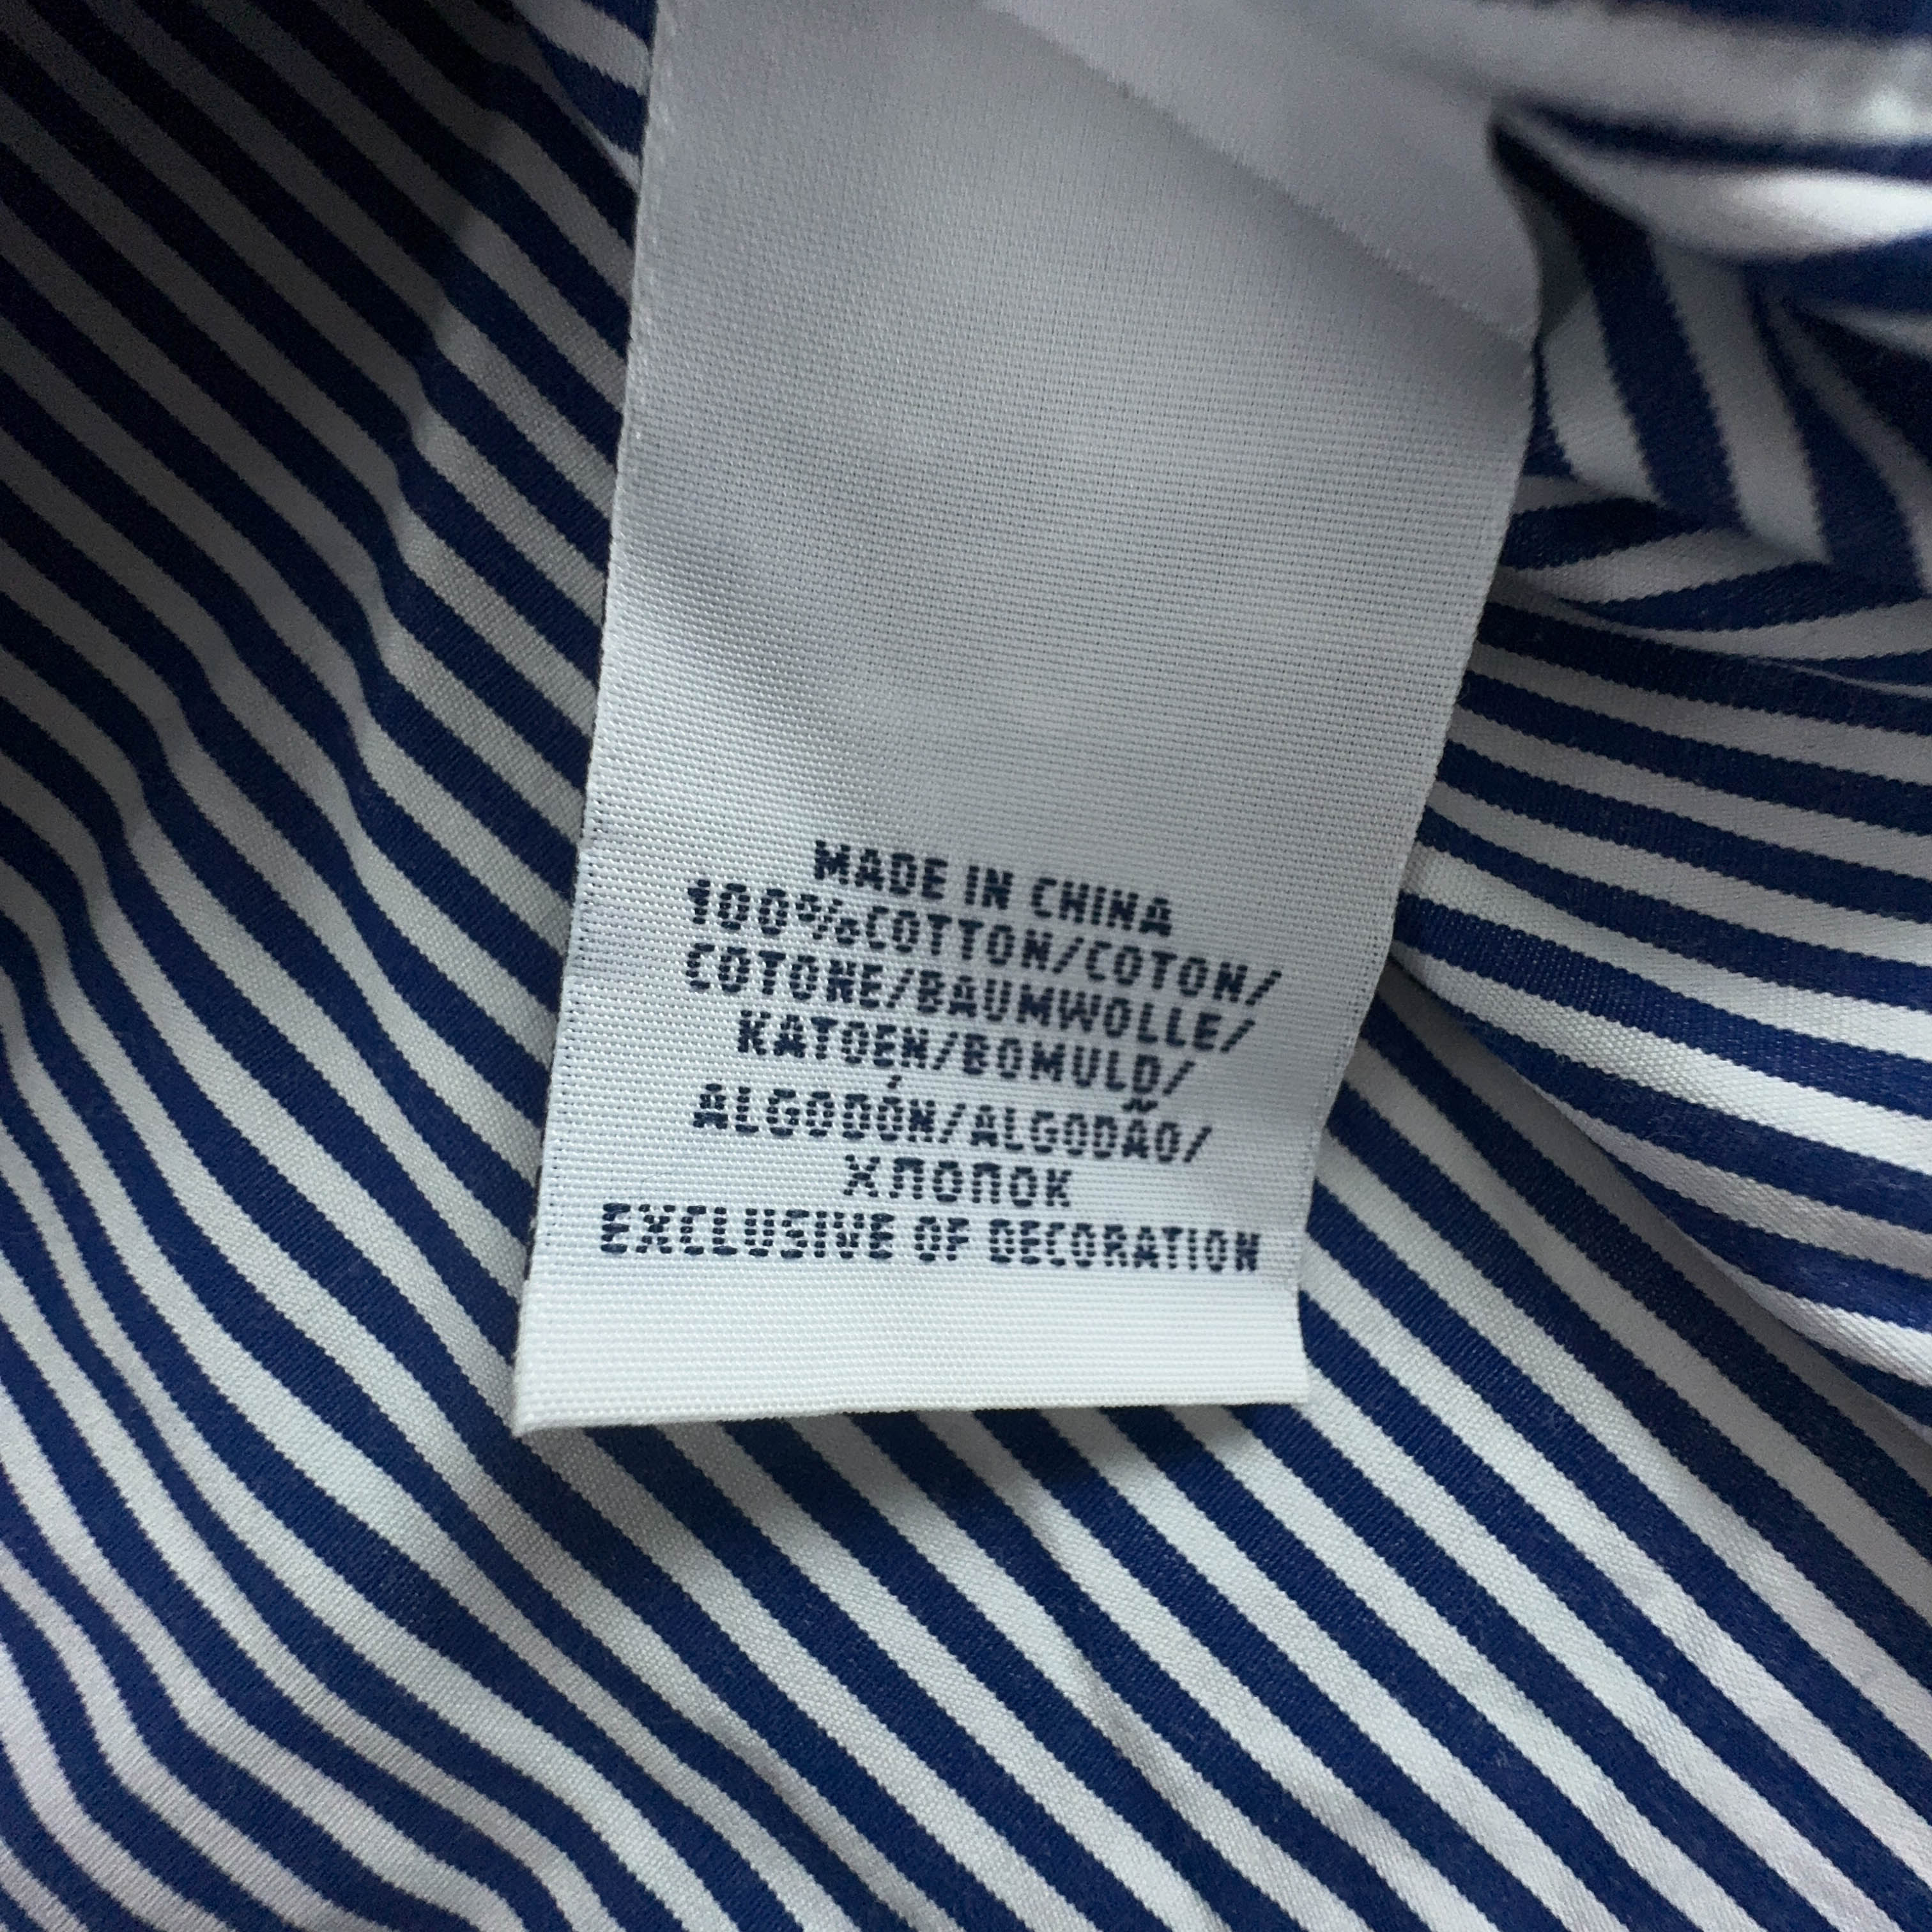 MADE IN CHINA
100%COTTON/COTON/
COTONE/BAUMWOLLE/
KATOEN/BOMULD/
ALGODÓN/ALGODÃO/
ХЛОПОК
EXCLUSIVE OF DECORATION